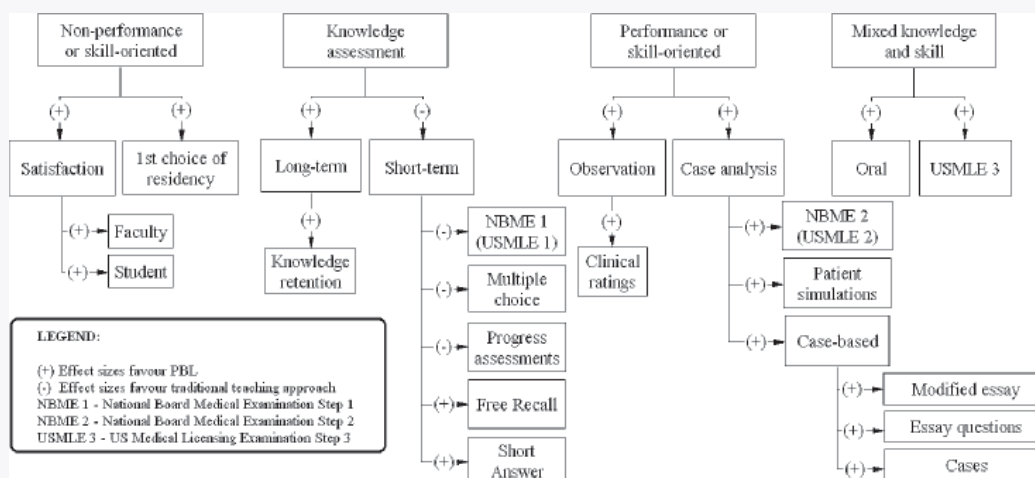 Non-performance
or skill-oriented
Knowledge
assessment
Performance or
skill-oriented
Mixed knowledge
and skill
(+)
(+)
(+)
(-)
(+)
(+)
(+)
(+)
Satisfaction
1st choice of
residency
Long-term
Short-term
Observation
Case analysis
Oral
USMLE 3
(+)
Faculty
(+)
Student
(+)
Knowledge
retention
(-)
NBME 1
(USMLE 1)
(-)
Multiple
choice
(-)
Progress
assessments
(+)
Free Recall
(+)
Short
Answer
(+)
Clinical
ratings
(+)
NBME 2
(USMLE 2)
(+)
Patient
simulations
(+)
Case-based
(+)
Modified essay
(+)
Essay questions
(+)
Cases
LEGEND:
(+) Effect sizes favour PBL
(-) Effect sizes favour traditional teaching approach
NBME 1 - National Board Medical Examination Step 1
NBME 2 - National Board Medical Examination Step 2
USMLE 3 - US Medical Licensing Examination Step 3